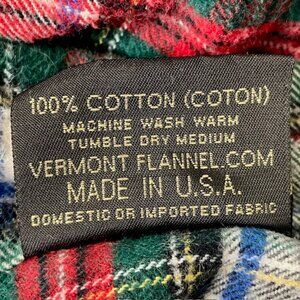 100% COTTON (COTON)
MACHINE WASH WARM
TUMBLE DRY MEDIUM
VERMONT FLANNEL.COM
MADE IN U.S.A.
DOMESTIC OR IMPORTED FABRIC